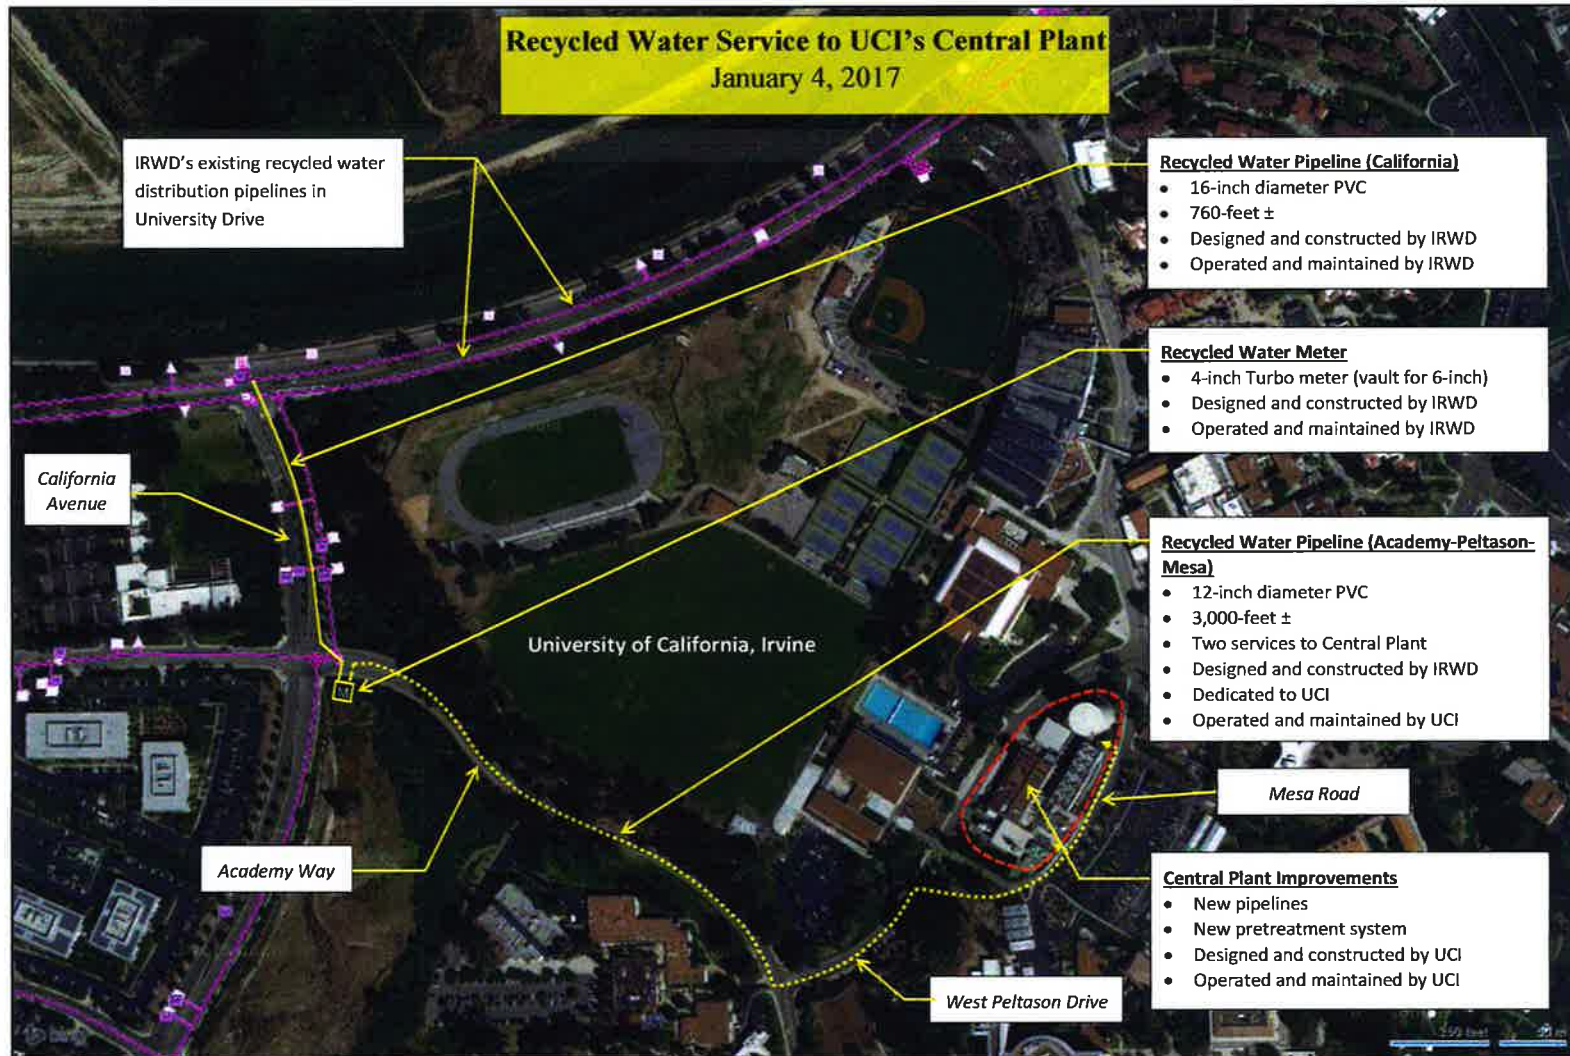 Recycled Water Service to UCI's Central Plant
January 4, 2017
IRWD's existing recycled water
distribution pipelines in
University Drive
Recycled Water Pipeline (California)
• 16-inch diameter PVC
• 760-feet ±
• Designed and constructed by IRWD
• Operated and maintained by IRWD
Recycled Water Meter
• 4-inch Turbo meter (vault for 6-inch)
• Designed and constructed by IRWD
• Operated and maintained by IRWD
California
Avenue
Recycled Water Pipeline (Academy-Peltason-
Mesa)
• 12-inch diameter PVC
• 3,000-feet ±
• Two services to Central Plant
• Designed and constructed by IRWD
• Dedicated to UCI
• Operated and maintained by UCI
University of California, Irvine
M
Mesa Road
Academy Way
Central Plant Improvements
• New pipelines
• New pretreatment system
• Designed and constructed by UCI
• Operated and maintained by UCI
West Peltason Drive